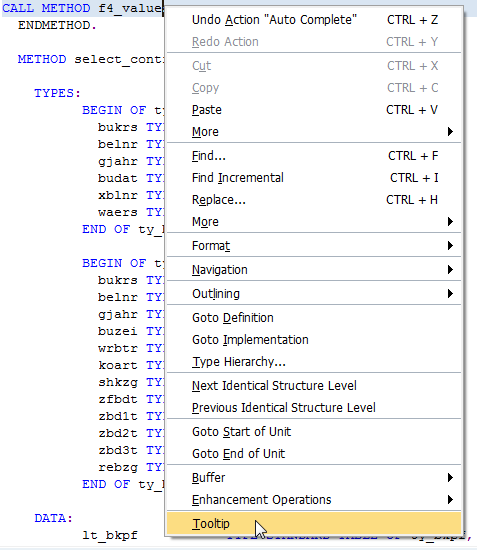 CALL METHOD f4_value
ENDMETHOD.
METHOD select_cont
TYPES:
BEGIN OF ty
bukrs TY
belnr TY
gjahr TY
budat TY
xblnr TY
waers TY
END OF ty_
BEGIN OF ty
bukrs TY
belnr TY
gjahr TY
buzei TY
wrbtr TY
koart TY
shkzg TY
zfbdt TY
zbd1t TY
zbd2t TY
zbd3t TY
rebzg TY
END OF ty_
DATA:
lt_bkpf TYPE STANDARD TABLE OF ty_bkpf,
Undo Action "Auto Complete" CTRL + Z
Redo Action CTRL + Y
Cut CTRL + X
Copy CTRL + C
Paste CTRL + V
More
Find... CTRL + F
Find Incremental CTRL + I
Replace... CTRL + H
More
Format
Navigation
Outlining
Goto Definition
Goto Implementation
Type Hierarchy...
Next Identical Structure Level
Previous Identical Structure Level
Goto Start of Unit
Goto End of Unit
Buffer
Enhancement Operations
Tooltip